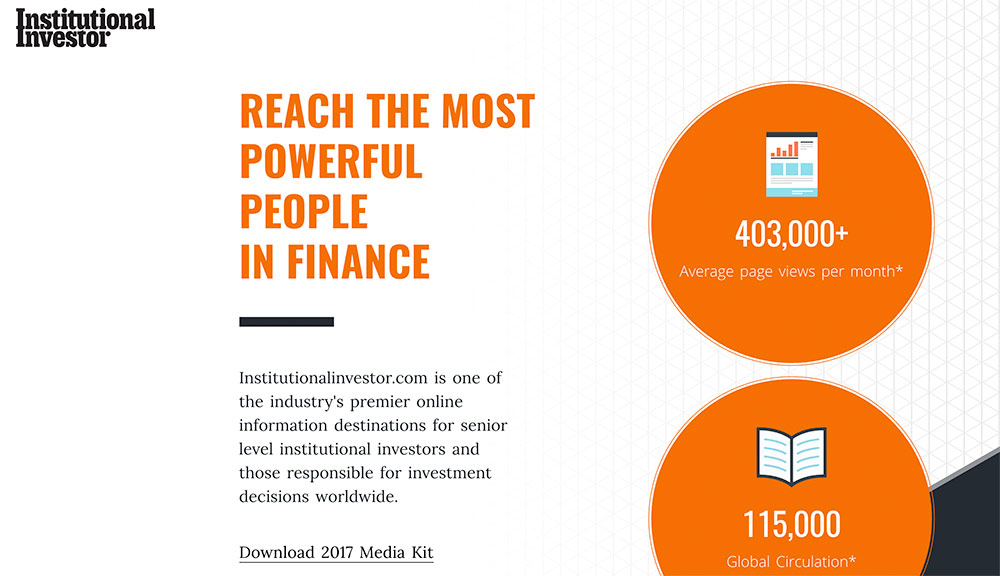 Institutional
Investor
REACH THE MOST
POWERFUL
PEOPLE
IN FINANCE
Institutionalinvestor.com is one of
the industry's premier online
information destinations for senior
level institutional investors and
those responsible for investment
decisions worldwide.
Download 2017 Media Kit
403,000+
Average page views per month*
115,000
Global Circulation*